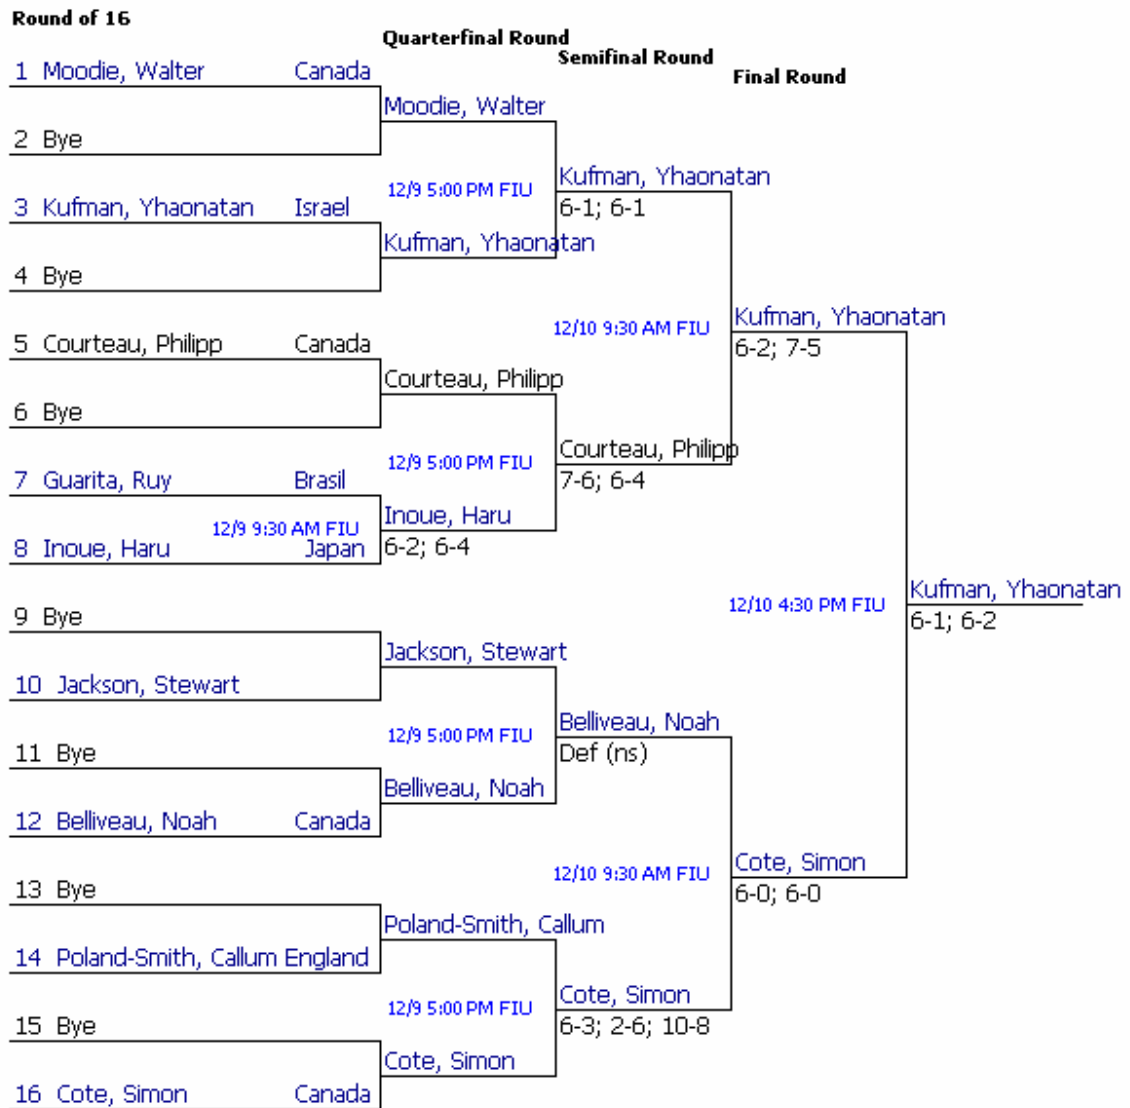 Round of 16
Quarterfinal Round
Semifinal Round
Final Round
1 Moodie, Walter Canada
Moodie, Walter
2 Bye
Kufman, Yhaonatan
12/9 5:00 PM FIU
3 Kufman, Yhaonatan Israel
6-1; 6-1
Kufman, Yhaonatan
4 Bye
Kufman, Yhaonatan
12/10 9:30 AM FIU
5 Courteau, Philipp Canada
6-2; 7-5
Courteau, Philipp
6 Bye
Courteau, Philipp
12/9 5:00 PM FIU
7 Guarita, Ruy Brasil
7-6; 6-4
Inoue, Haru
12/9 9:30 AM FIU
8 Inoue, Haru Japan
6-2; 6-4
Kufman, Yhaonatan
12/10 4:30 PM FIU
9 Bye
6-1; 6-2
Jackson, Stewart
10 Jackson, Stewart
Belliveau, Noah
12/9 5:00 PM FIU
11 Bye
Def (ns)
Belliveau, Noah
12 Belliveau, Noah Canada
Cote, Simon
12/10 9:30 AM FIU
13 Bye
6-0; 6-0
Poland-Smith, Callum
14 Poland-Smith, Callum England
Cote, Simon
12/9 5:00 PM FIU
15 Bye
6-3; 2-6; 10-8
Cote, Simon
16 Cote, Simon Canada